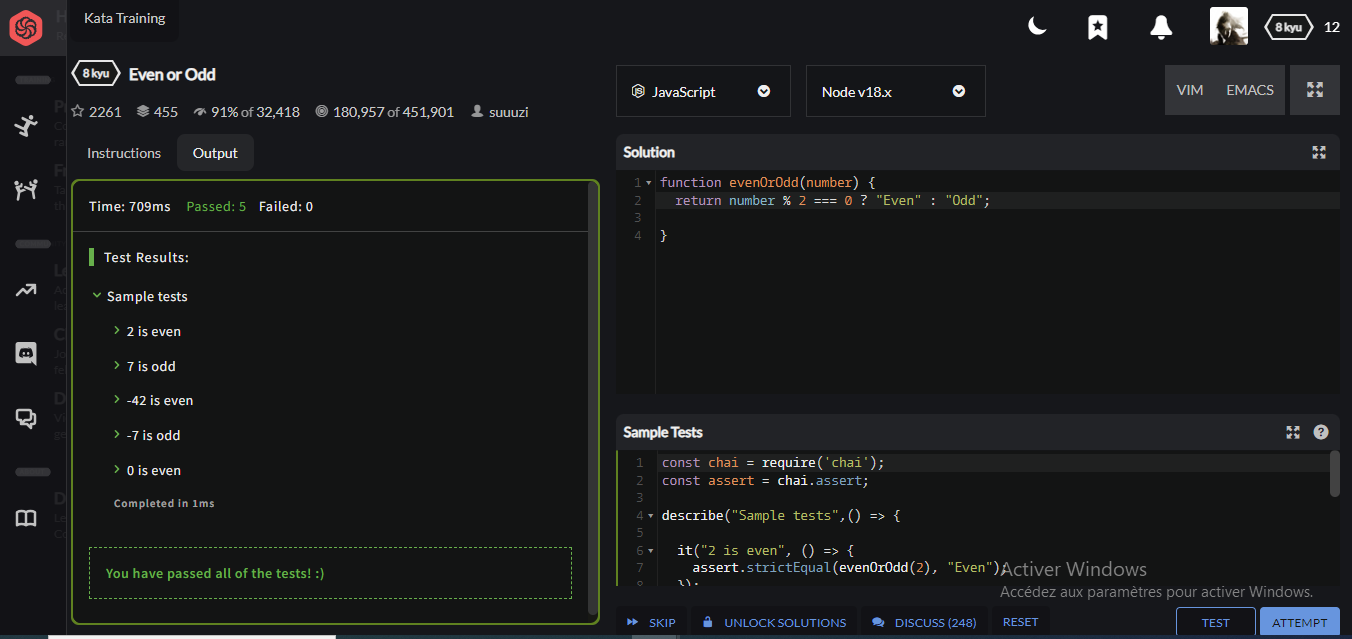 Kata Training
8 kyu
12
8 kyu Even or Odd
2261 455 91% of 32,418 180,957 of 451,901 suuuzi
JavaScript
Node v18.x
VIM EMACS
Instructions Output
Time: 709ms Passed: 5 Failed: 0
Test Results:
Sample tests
2 is even
7 is odd
-42 is even
-7 is odd
0 is even
Completed in 1ms
You have passed all of the tests! :)
Solution
1 function evenOrOdd(number) {
2 return number % 2 === 0 ? "Even" : "Odd";
3
4 }
Sample Tests
1 const chai = require('chai');
2 const assert = chai.assert;
3
4 describe("Sample tests",() => {
5
6 it("2 is even", () => {
7 assert.strictEqual(evenOrOdd(2), "Even");
8 });
Activer Windows
Accédez aux paramètres pour activer Windows.
SKIP UNLOCK SOLUTIONS DISCUSS (248) RESET TEST ATTEMPT